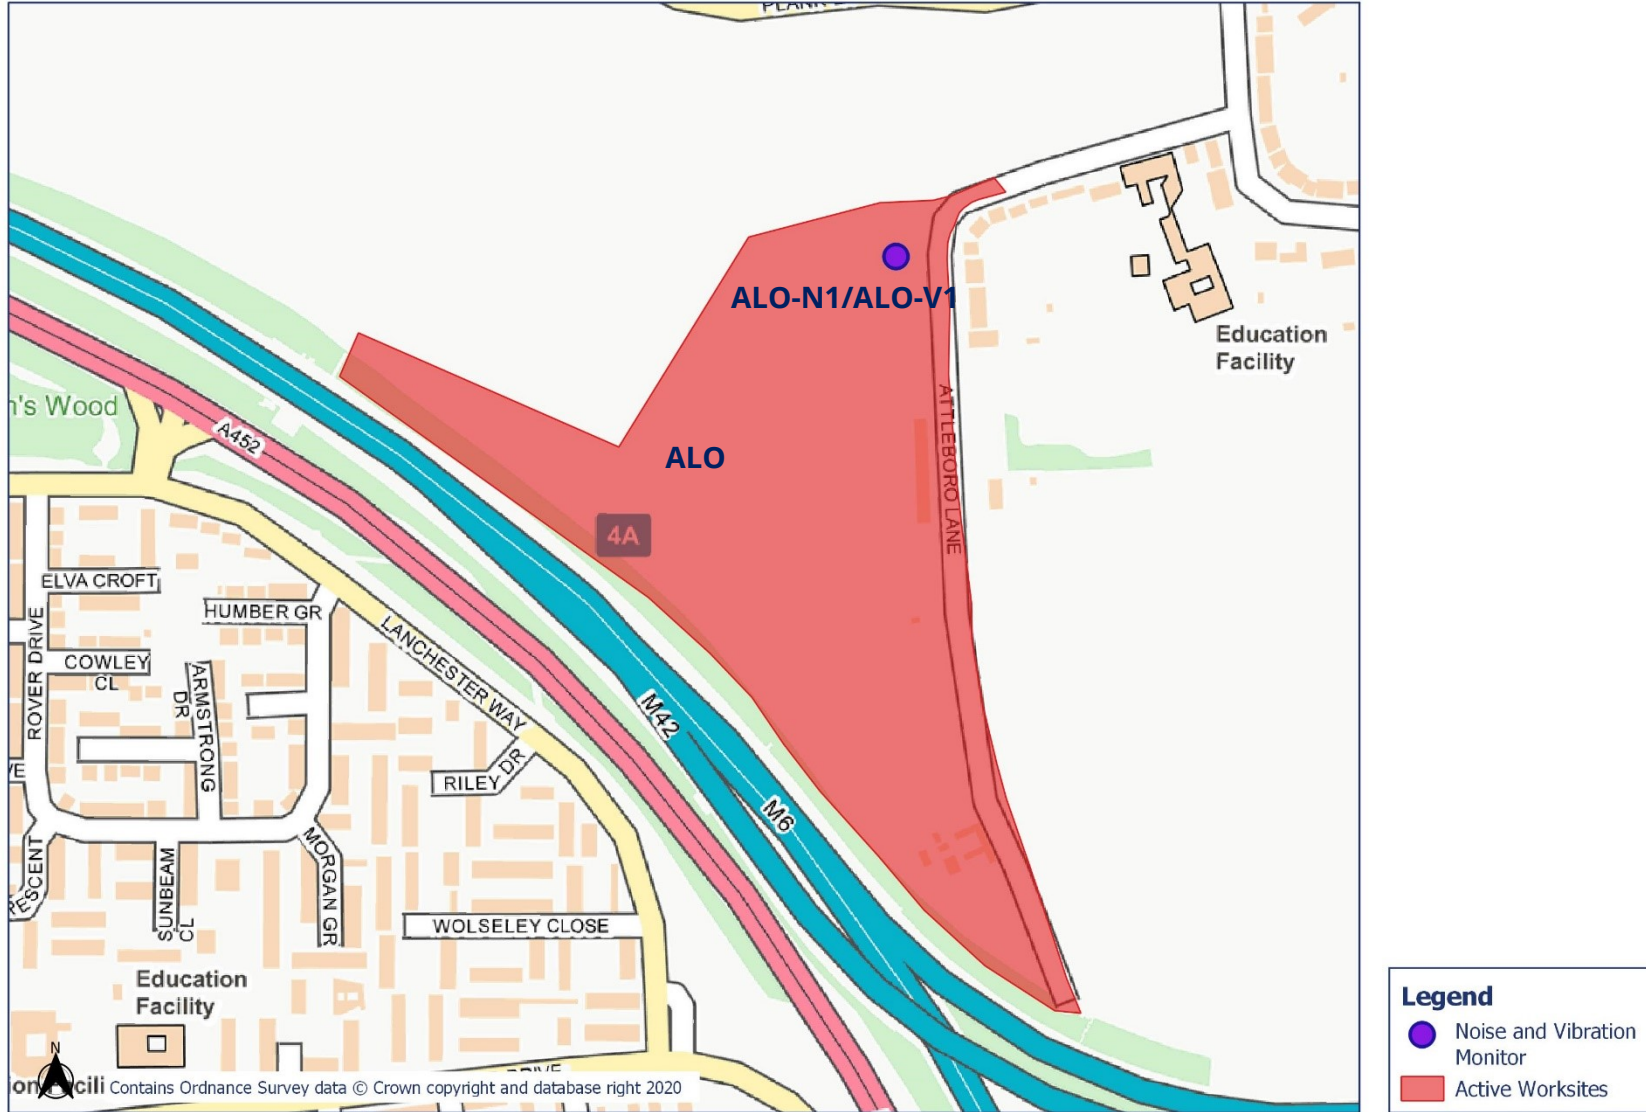 ALO-N1/ALO-V1
Education
Facility
n's Wood
A452
ATTLEBORO LANE
ALO
4A
ELVA CROFT
HUMBER GR
ROVER DRIVE
COWLEY
CL
ARMSTRONG
DR
LANCHESTER WAY
M42
RILEY DR
M6
MORGAN GR
SUNBEAM
CL
WOLSELEY CLOSE
Education
Facility
N
Contains Ordnance Survey data © Crown copyright and database right 2020
Legend
Noise and Vibration
Monitor
Active Worksites